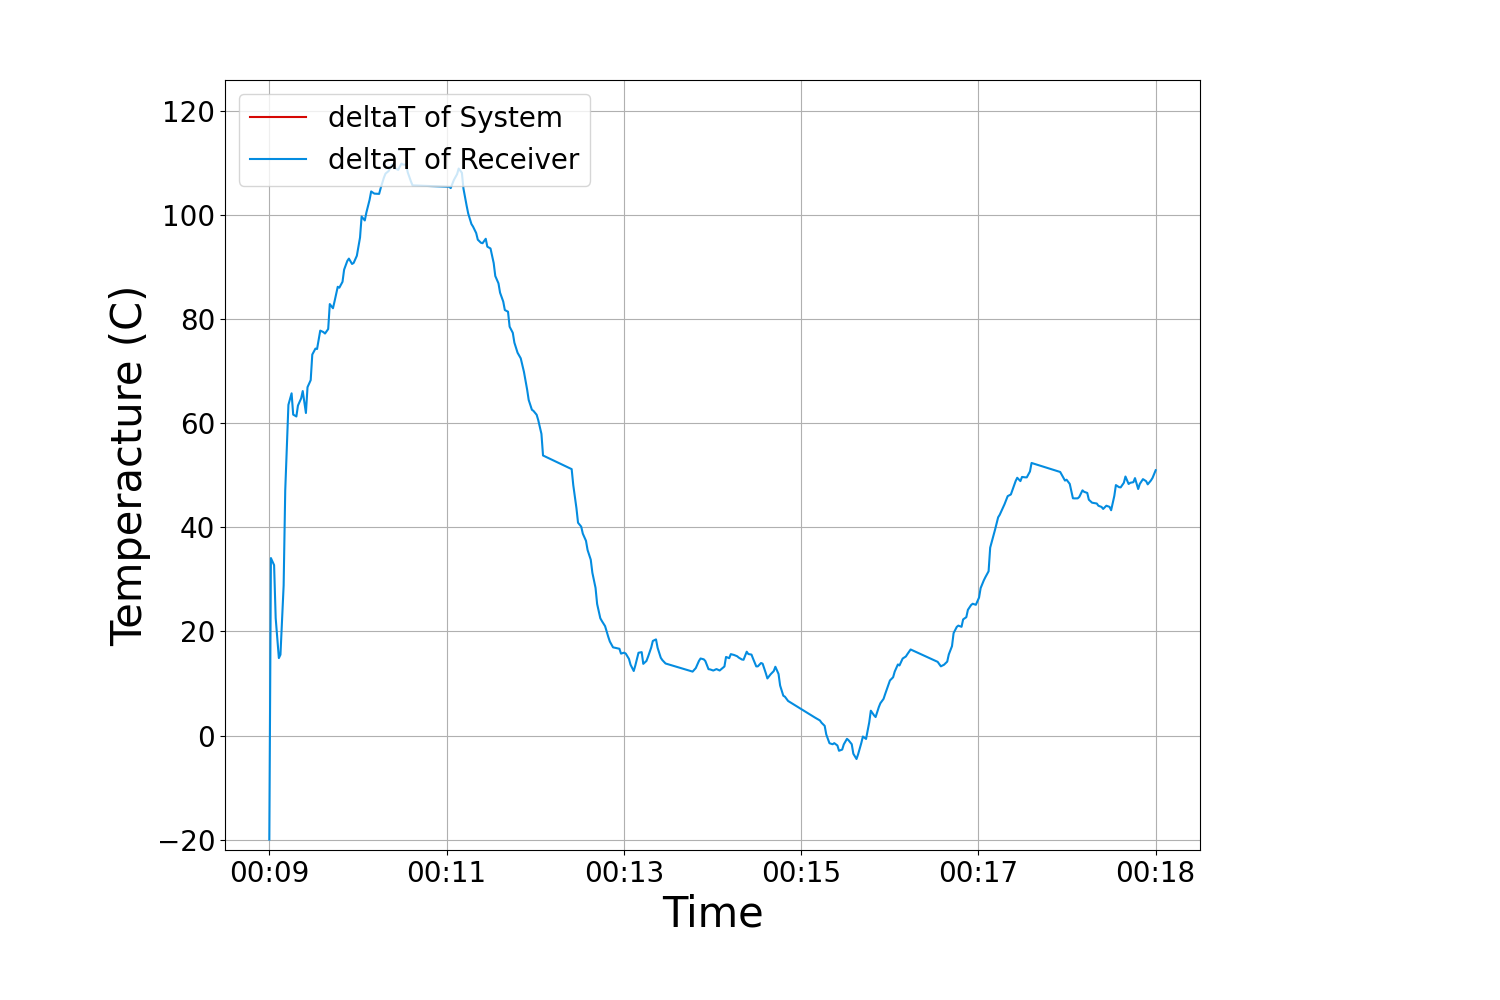 120
100
80
60
40
20
0
−20
deltaT of System
deltaT of Receiver
Temperacture (C)
00:09 00:11 00:13 00:15 00:17 00:18
Time